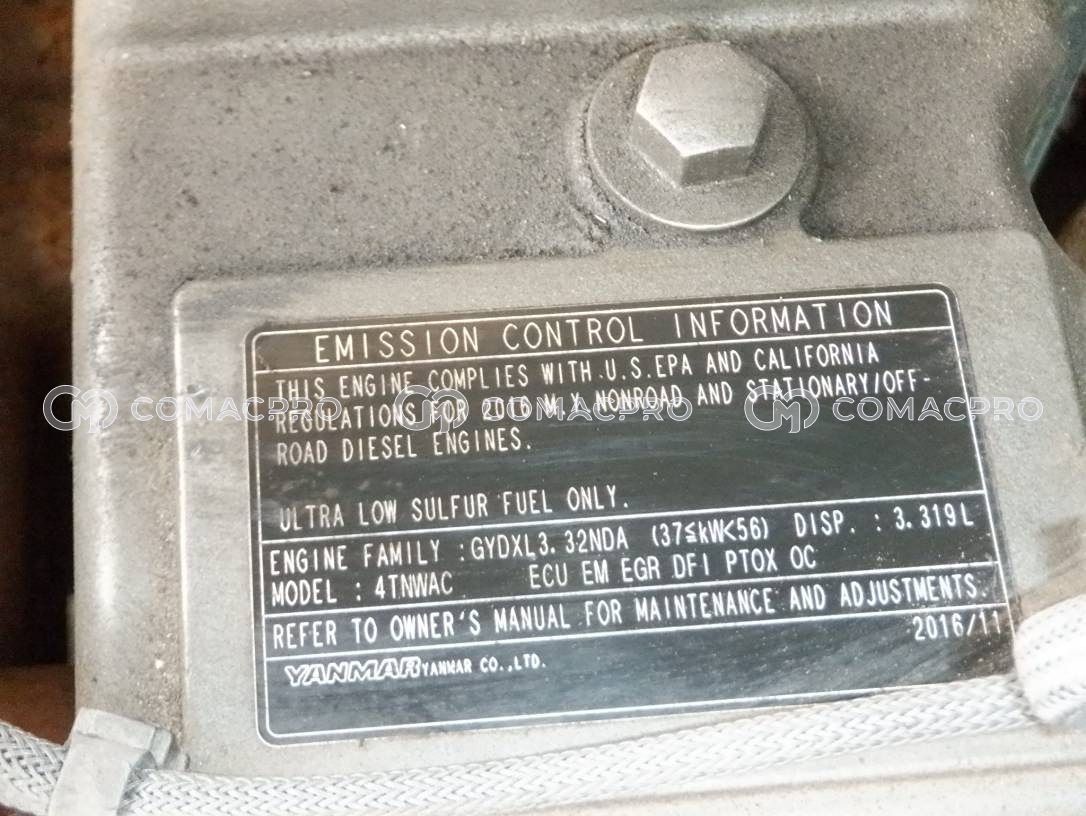 EMISSION CONTROL INFORMATION
THIS ENGINE COMPLIES WITH U.S.EPA AND CALIFORNIA
REGULATIONS FOR 2016 M.Y. NONROAD AND STATIONARY/OFF-
ROAD DIESEL ENGINES.
COMACPRO COMACPRO COMACPRO
ULTRA LOW SULFUR FUEL ONLY.
ENGINE FAMILY :GYDXL3.32NDA (37≦kW<56) DISP. : 3.319L
MODEL : 4TNWAC ECU EM EGR DFI PTOX OC
REFER TO OWNER'S MANUAL FOR MAINTENANCE AND ADJUSTMENTS.
2016/11
YANMAR YANMAR CO.,LTD.